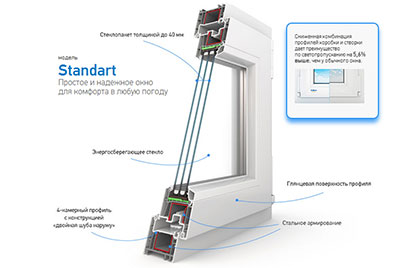 Стеклопакет толщиной до 40 мм
Сниженная комбинация
профилей коробки и створки
дает преимущество
по светопропусканию на 5,6%
выше, чем у обычного окна.
модель
Standart
Простое и надежное окно
для комфорта в любую погоду
Энергосберегающее стекло
Глянцевая поверхность профиля
4-камерный профиль
с конструкцией
«двойная шуба наружу»
Стальное армирование